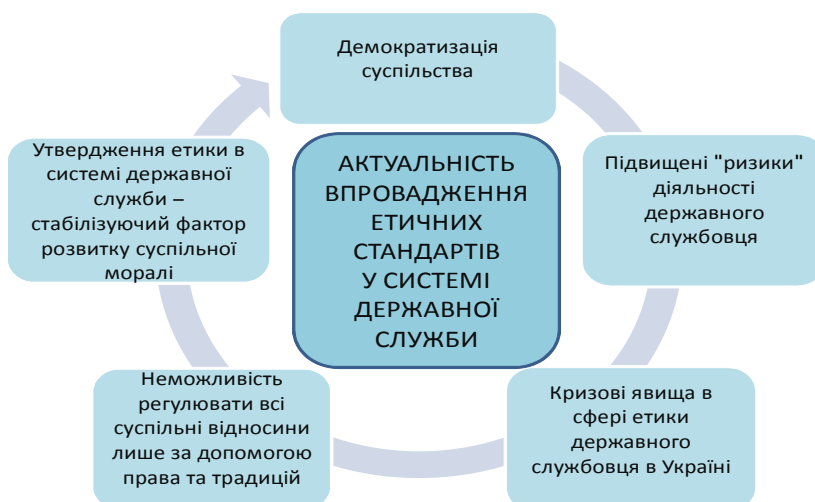 Демократизація
суспільства
Підвищені "ризики"
діяльності
державного
службовця
Кризові явища в
сфері етики
державного
службовця в Україні
Неможливість
регулювати всі
суспільні відносини
лише за допомогою
права та традицій
Утвердження етики в
системі державної
служби –
стабілізуючий фактор
розвитку суспільної
моралі
АКТУАЛЬНІСТЬ
ВПРОВАДЖЕННЯ
ЕТИЧНИХ
СТАНДАРТІВ
У СИСТЕМІ
ДЕРЖАВНОЇ
СЛУЖБИ